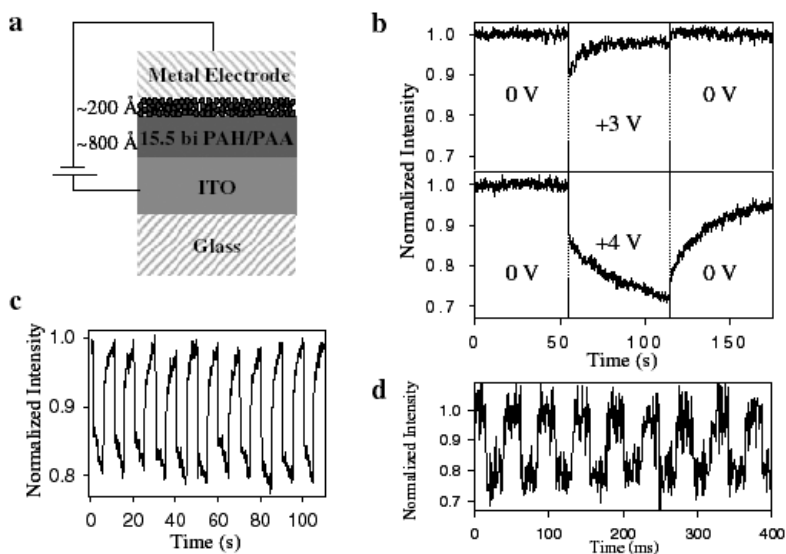 a
Metal Electrode
~200 Å
15.5 bi PAH/PAA
~800 Å
ITO
Glass
b
Normalized Intensity
1.0
0.9
0.8
0.7
0 V
+3 V
0 V
1.0
0.9
0.8
0.7
0 V
+4 V
0 V
0
50
100
150
Time (s)
c
Normalized Intensity
1.0
0.9
0.8
0
20
40
60
80
100
Time (s)
d
Normalized Intensity
1.0
0.9
0.8
0.7
0
100
200
300
400
Time (ms)